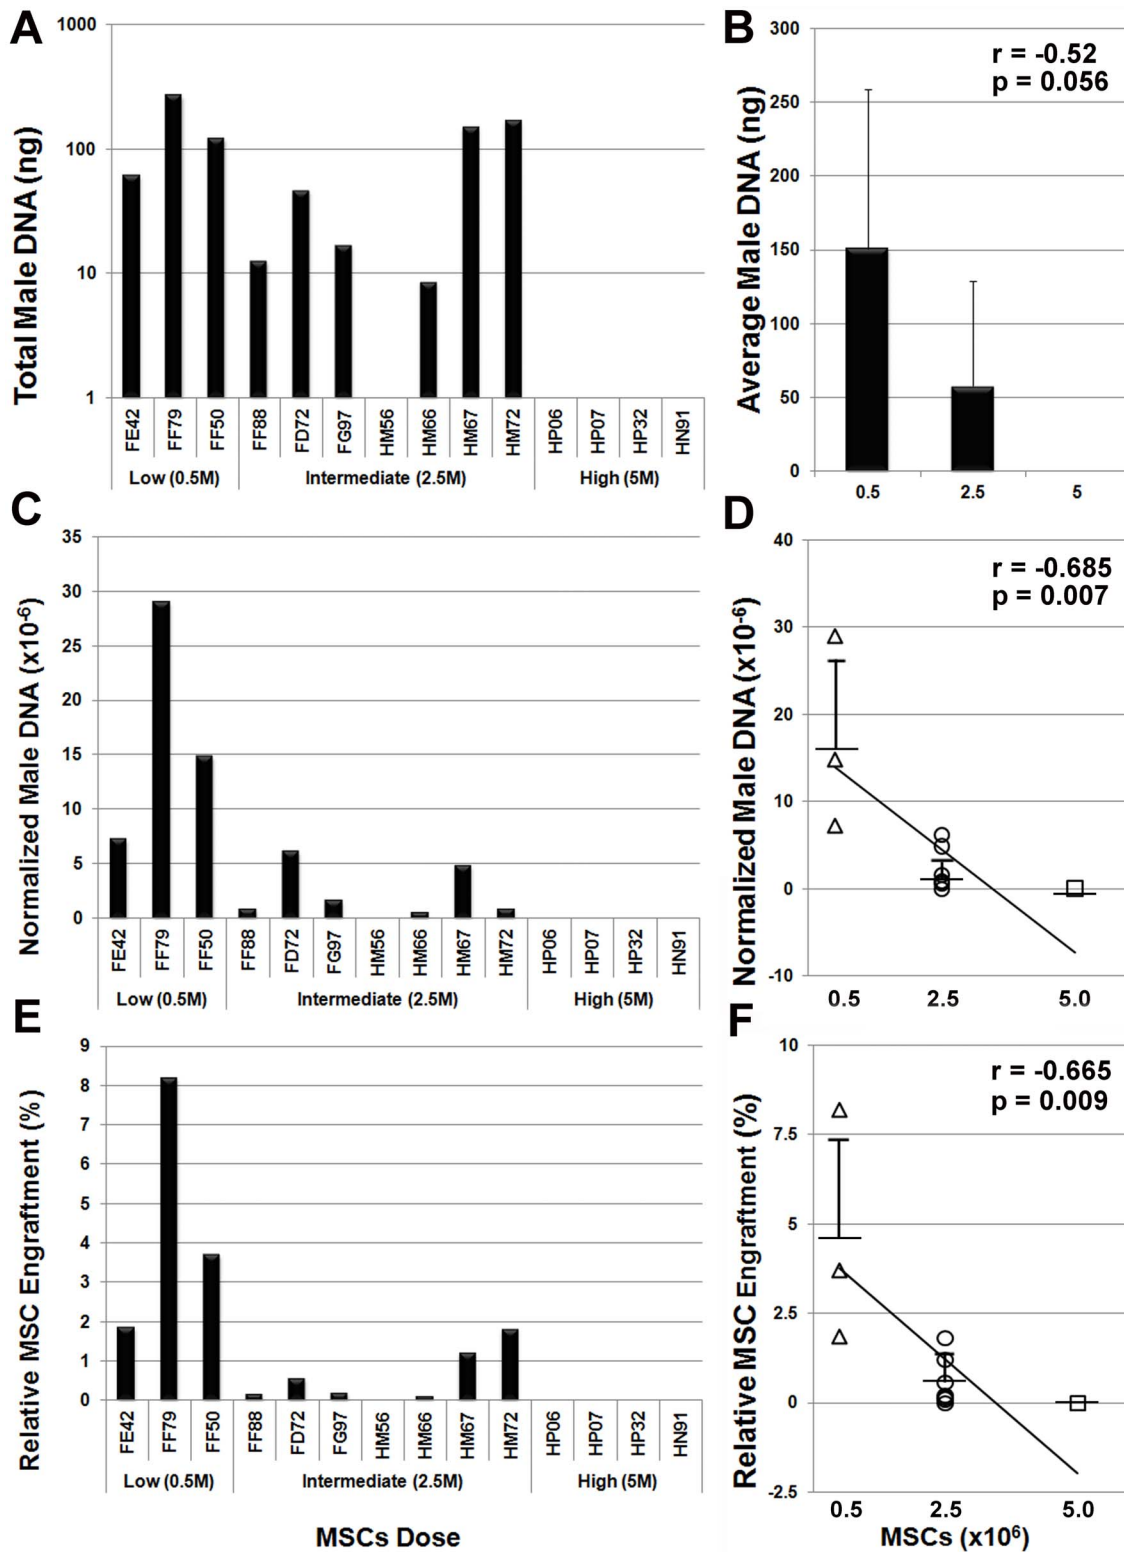 A
Total Male DNA (ng)
1000
100
10
1
FE42 FF79 FF50 FF88 FD72 FG97 HM56 HM66 HM67 HM72 HP06 HP07 HP32 HN91
Low (0.5M) Intermediate (2.5M) High (5M)
B
r = -0.52
p = 0.056
Average Male DNA (ng)
300
250
200
150
100
50
0
0.5 2.5 5
C
Normalized Male DNA (x10-6)
35
30
25
20
15
10
5
0
FE42 FF79 FF50 FF88 FD72 FG97 HM56 HM66 HM67 HM72 HP06 HP07 HP32 HN91
Low (0.5M) Intermediate (2.5M) High (5M)
D
r = -0.685
p = 0.007
Normalized Male DNA (x10-6)
40
30
20
10
0
-10
0.5 2.5 5.0
E
Relative MSC Engraftment (%)
9
8
7
6
5
4
3
2
1
0
FE42 FF79 FF50 FF88 FD72 FG97 HM56 HM66 HM67 HM72 HP06 HP07 HP32 HN91
Low (0.5M) Intermediate (2.5M) High (5M)
MSCs Dose
F
r = -0.665
p = 0.009
Relative MSC Engraftment (%)
10
7.5
5
2.5
0
-2.5
0.5 2.5 5.0
MSCs (x106)